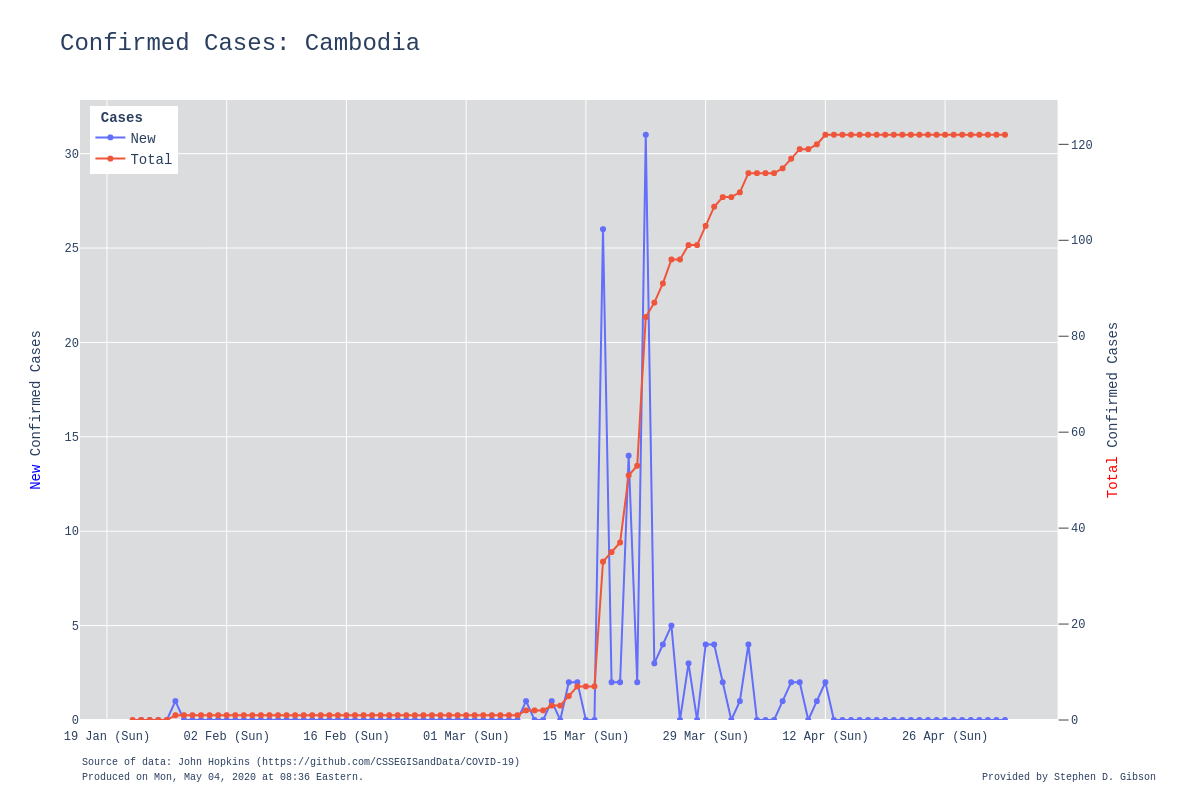 Confirmed Cases: Cambodia
Cases
New
Total
30
25
20
15
10
5
0
New Confirmed Cases
120
100
80
60
40
20
0
Total Confirmed Cases
19 Jan (Sun) 02 Feb (Sun) 16 Feb (Sun) 01 Mar (Sun) 15 Mar (Sun) 29 Mar (Sun) 12 Apr (Sun) 26 Apr (Sun)
Source of data: John Hopkins (https://github.com/CSSEGISandData/COVID-19)
Produced on Mon, May 04, 2020 at 08:36 Eastern.
Provided by Stephen D. Gibson